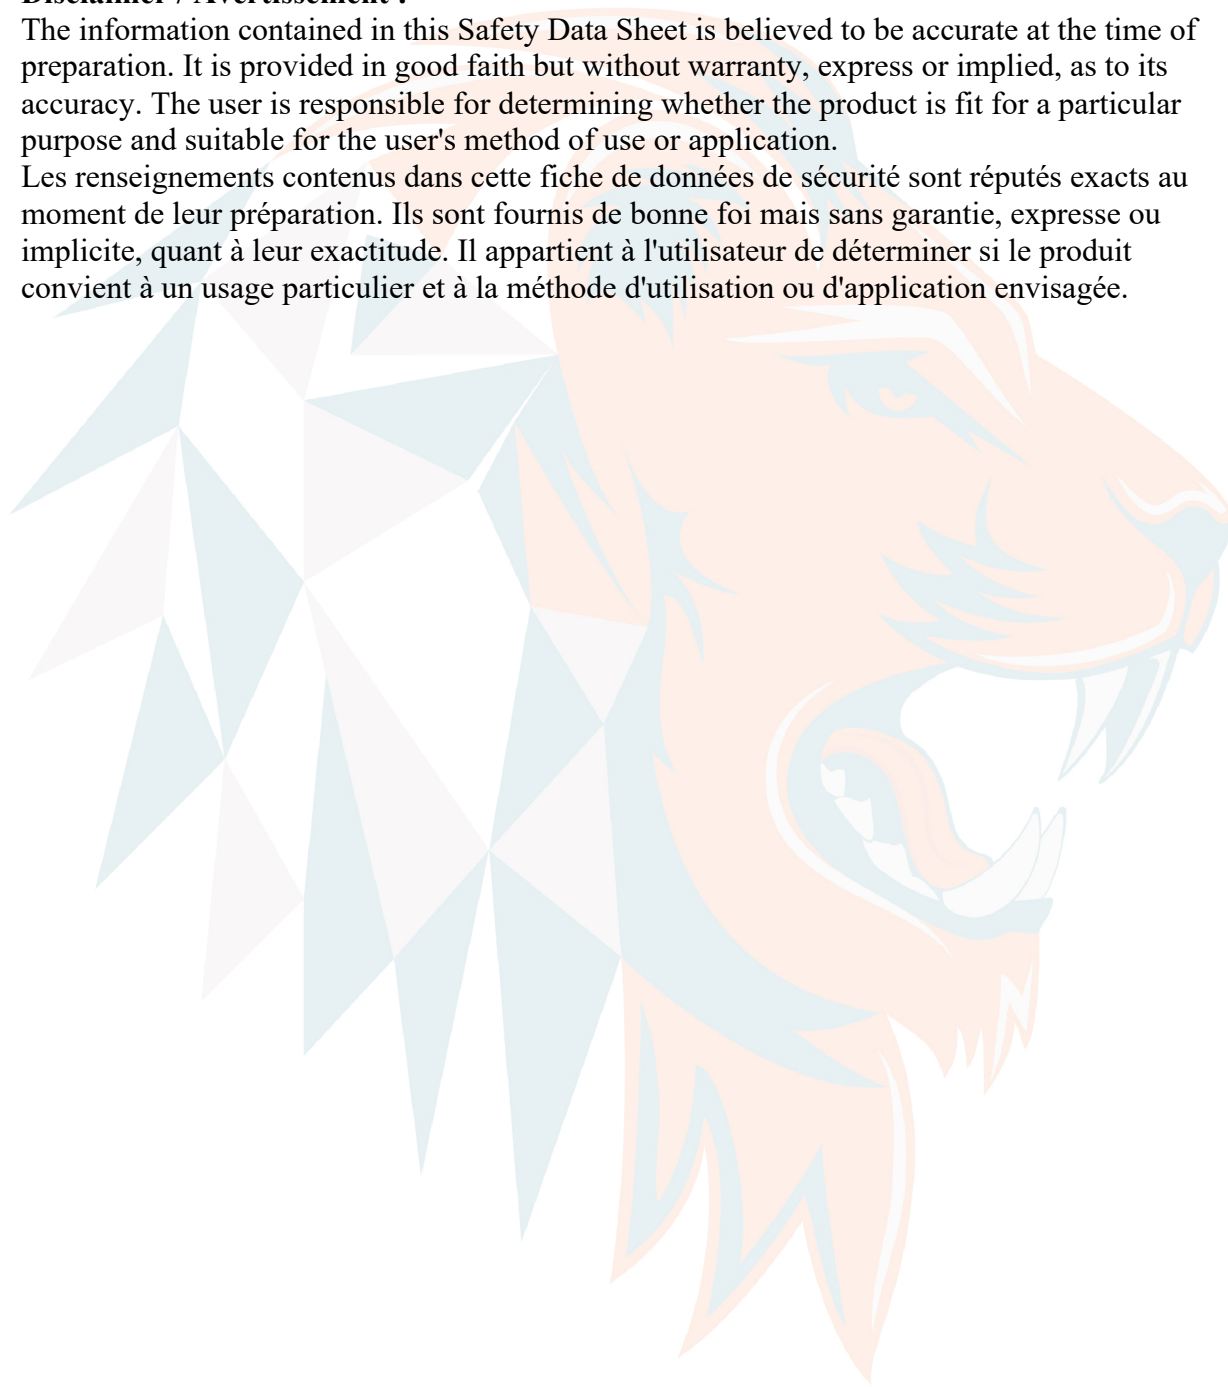 Disclaimer / Avertissement :
The information contained in this Safety Data Sheet is believed to be accurate at the time of
preparation. It is provided in good faith but without warranty, express or implied, as to its
accuracy. The user is responsible for determining whether the product is fit for a particular
purpose and suitable for the user's method of use or application.
Les renseignements contenus dans cette fiche de données de sécurité sont réputés exacts au
moment de leur préparation. Ils sont fournis de bonne foi mais sans garantie, expresse ou
implicite, quant à leur exactitude. Il appartient à l'utilisateur de déterminer si le produit
convient à un usage particulier et à la méthode d'utilisation ou d'application envisagée.